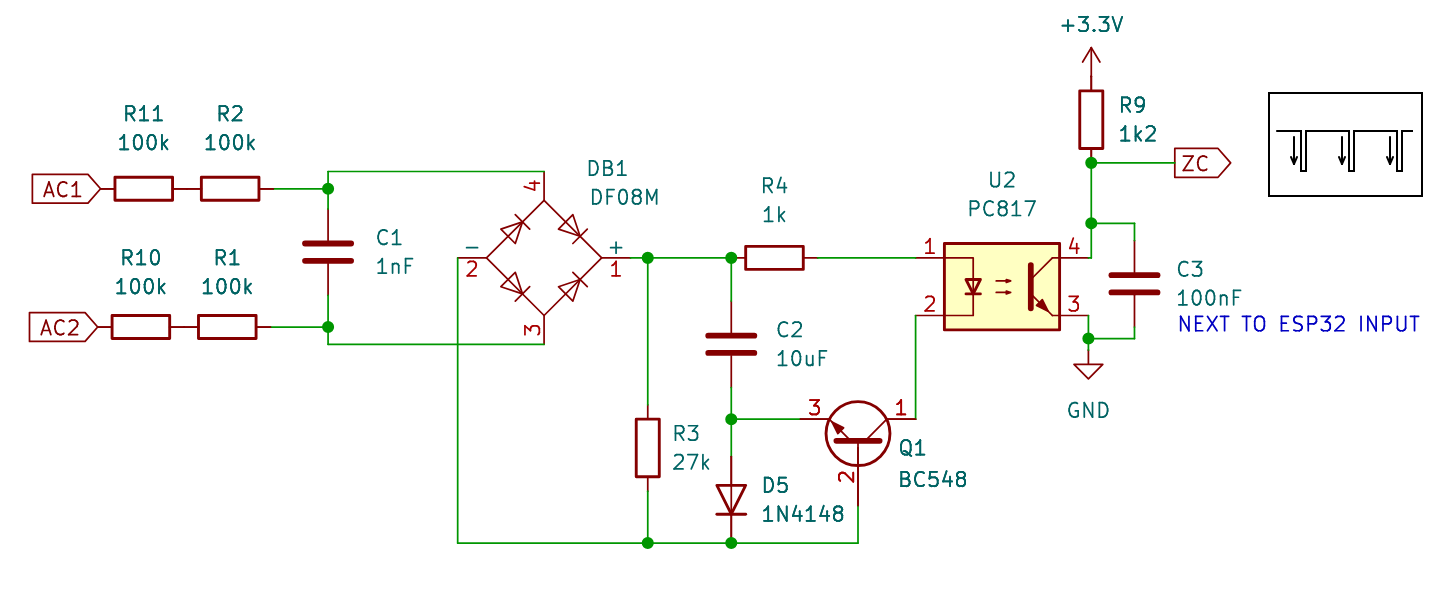 +3.3V
R11
100k
R2
100k
R9
1k2
AC1
DB1
DF08M
4
R4
1k
U2
PC817
ZC
R10
100k
R1
100k
C1
1nF
−
2
+
1
1
4
C3
100nF
NEXT TO ESP32 INPUT
AC2
3
2
3
C2
10uF
GND
3
1
Q1
BC548
2
R3
27k
D5
1N4148